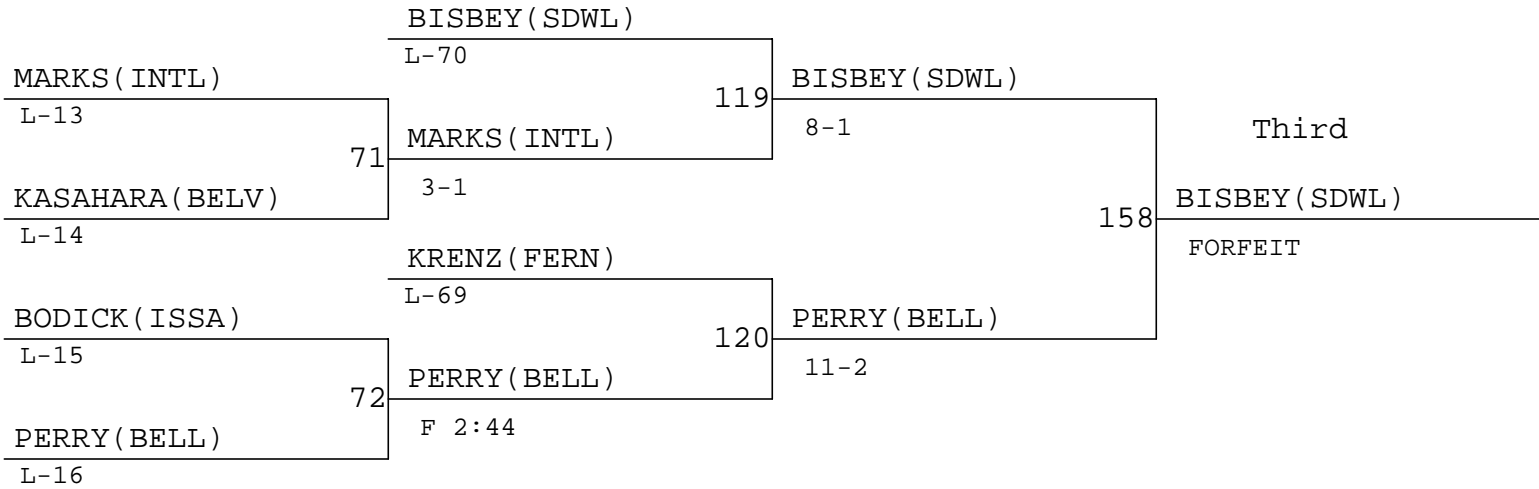 BISBEY(SDWL)
L-70
MARKS(INTL)
L-13
119
BISBEY(SDWL)
8-1
Third
71
MARKS(INTL)
3-1
KASAHARA(BELV)
L-14
158
BISBEY(SDWL)
FORFEIT
KRENZ(FERN)
L-69
BODICK(ISSA)
L-15
120
PERRY(BELL)
11-2
72
PERRY(BELL)
F 2:44
PERRY(BELL)
L-16